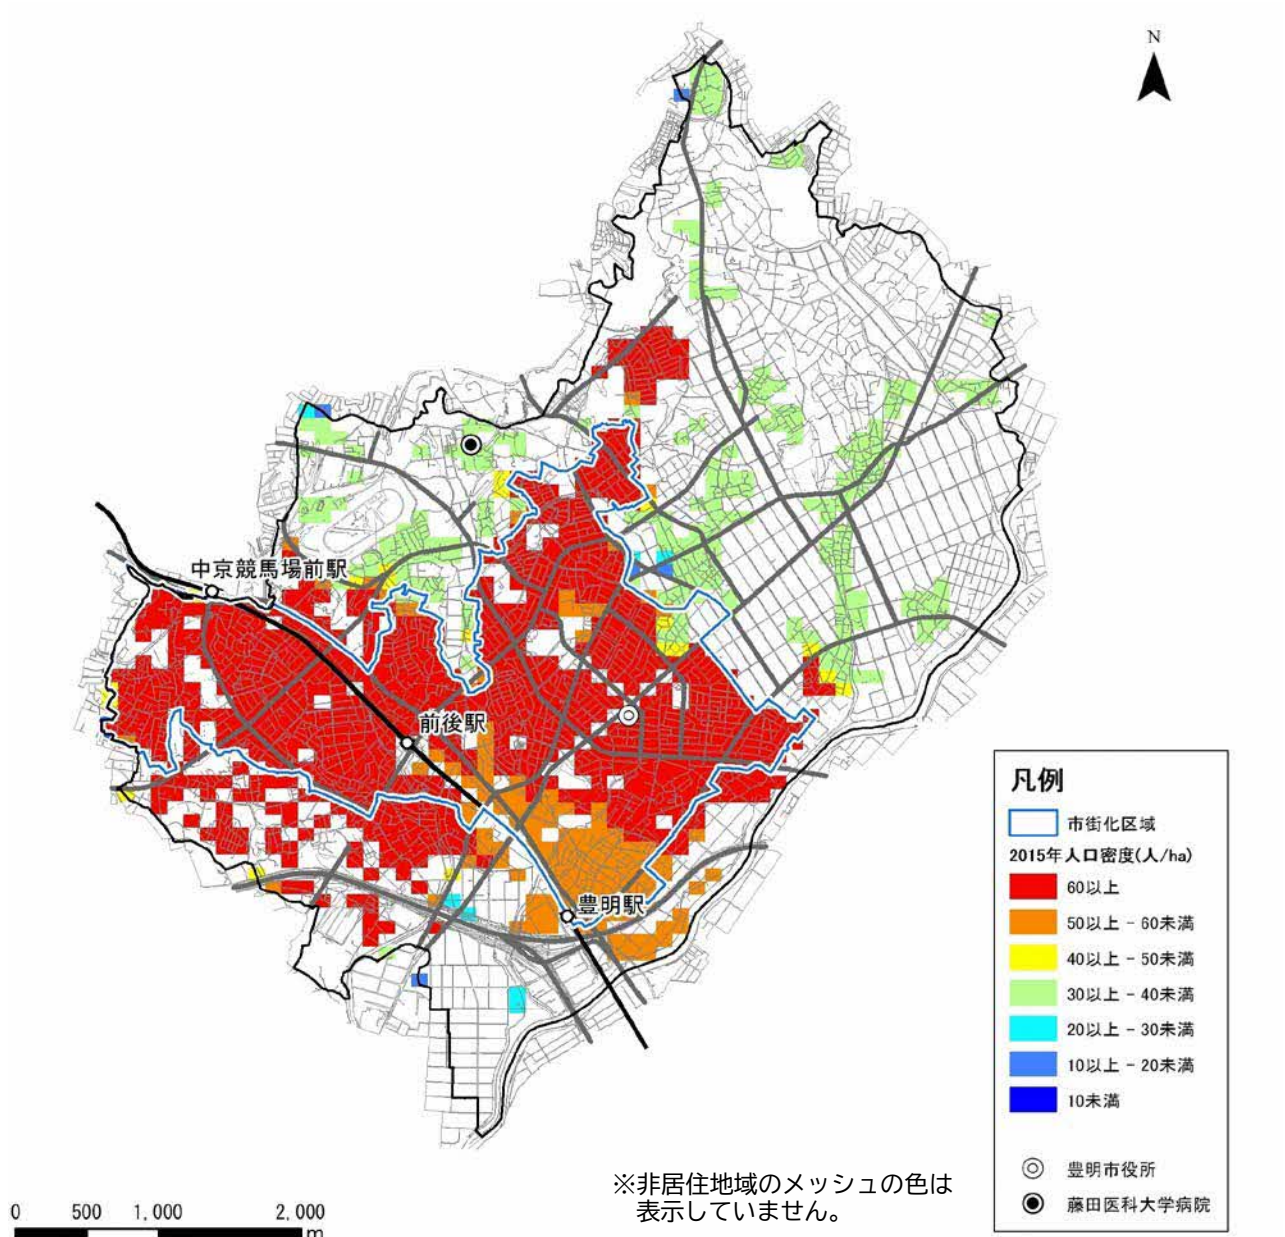 N
中京競馬場前駅
前後駅
豊明駅
凡例
市街化区域
2015年人口密度(人/ha)
60以上
50以上 - 60未満
40以上 - 50未満
30以上 - 40未満
20以上 - 30未満
10以上 - 20未満
10未満
豊明市役所
藤田医科大学病院
※非居住地域のメッシュの色は
表示していません。
0 500 1,000 2,000
m